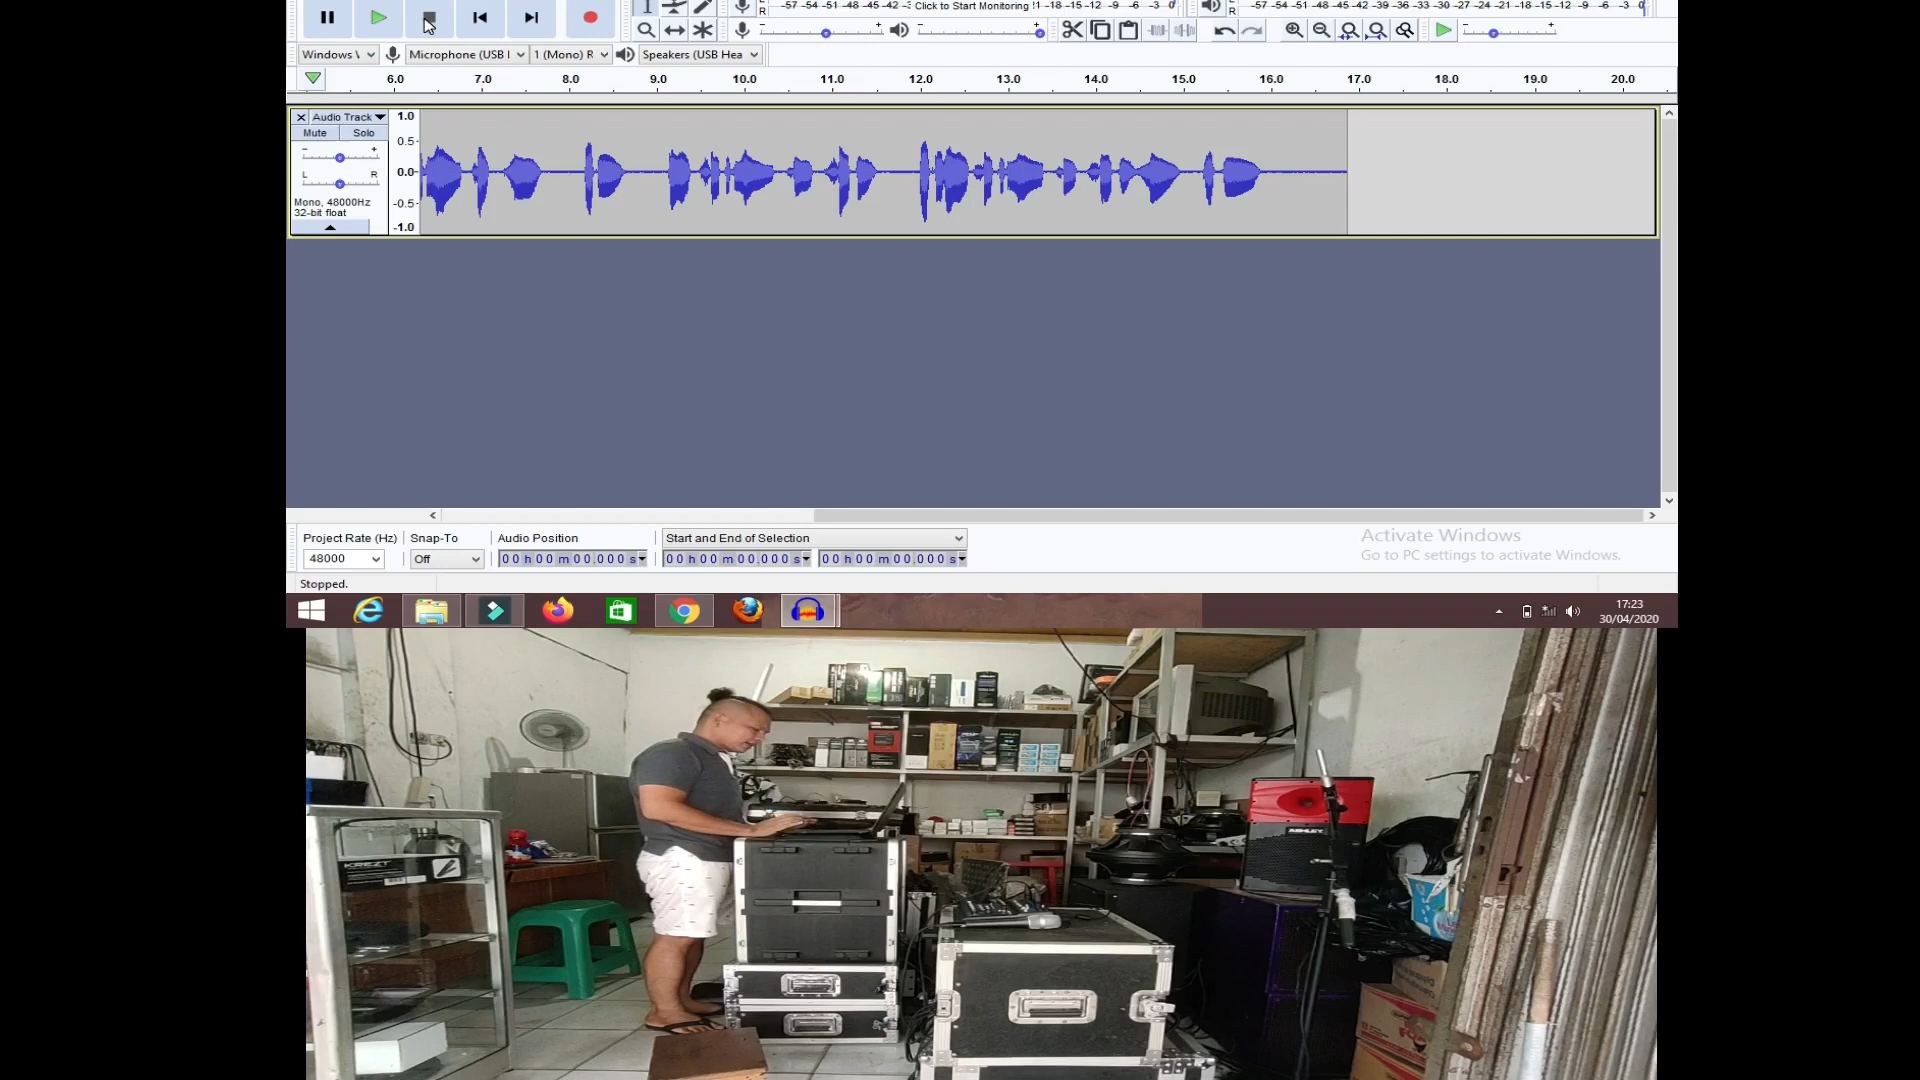 -57 -54 -51 -48 -45 -42 -3 Click to Start Monitoring !1 -18 -15 -12 -9 -6 -3 0
-57 -54 -51 -48 -45 -42 -39 -36 -33 -30 -27 -24 -21 -18 -15 -12 -9 -6 -3 0
Windows \ Microphone (USB I 1 (Mono) R Speakers (USB Hea
6.0 7.0 8.0 9.0 10.0 11.0 12.0 13.0 14.0 15.0 16.0 17.0 18.0 19.0 20.0
Audio Track
Mute Solo
L R
Mono, 48000Hz
32-bit float
1.0
0.5
0.0
-0.5
-1.0
Project Rate (Hz) Snap-To Audio Position Start and End of Selection
48000 Off 00 h 00 m 00.000 s 00 h 00 m 00.000 s 00 h 00 m 00.000 s
Activate Windows
Go to PC settings to activate Windows.
Stopped.
17:23
30/04/2020
KREZT
ASHLEY